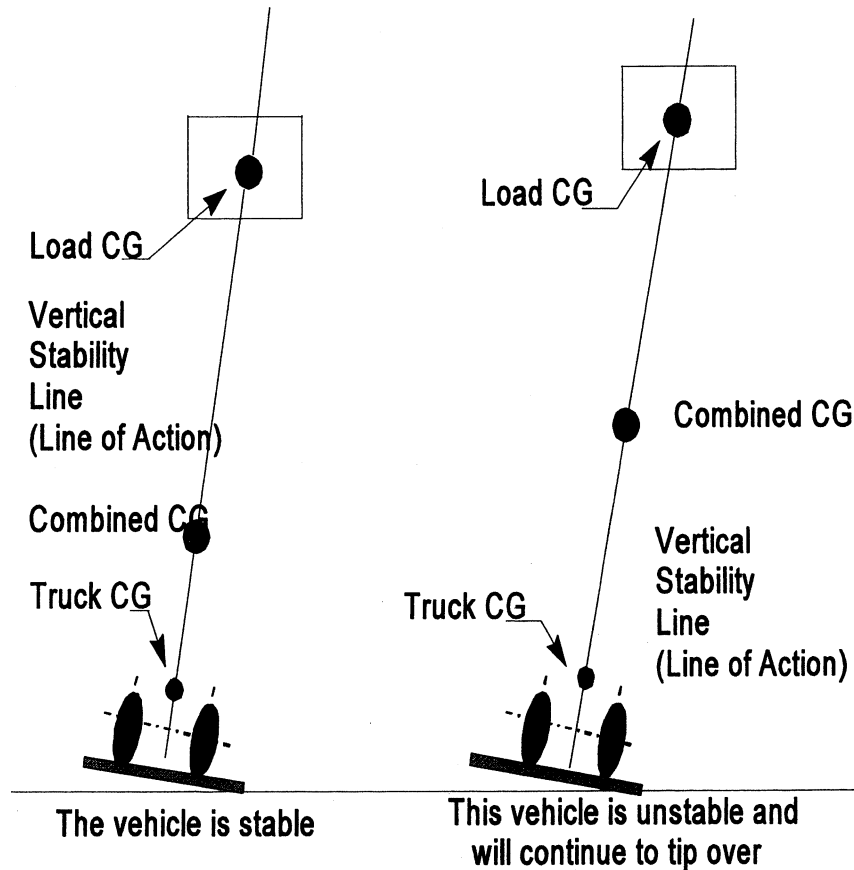 Load CG
Vertical
Stability
Line
(Line of Action)
Combined CG
Truck CG
The vehicle is stable
Load CG
Combined CG
Vertical
Stability
Line
(Line of Action)
Truck CG
This vehicle is unstable and
will continue to tip over